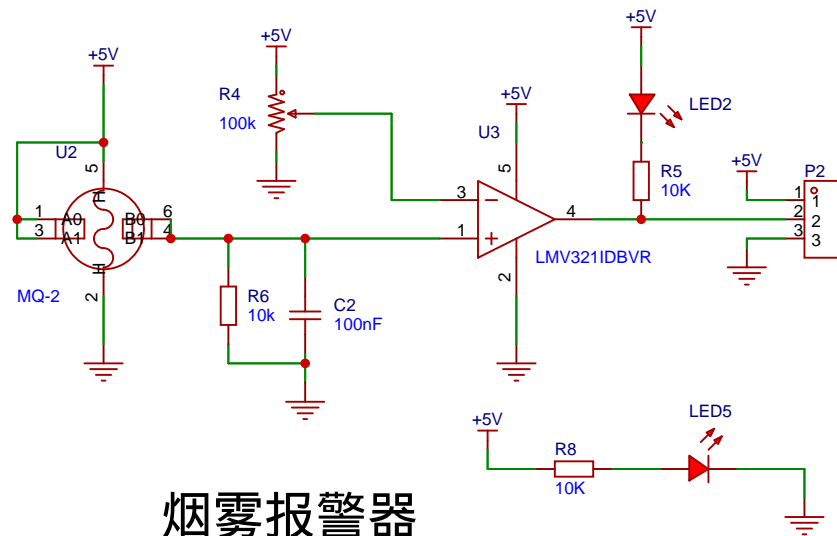 +5V
+5V
+5V
R4
100k
+5V
LED2
U3
U2
5
H
1
A0
B0
6
3
A1
B1
4
H
2
MQ-2
3
1
5
4
2
LMV321IDBVR
R5
10K
+5V
P2
1
1
2
2
3
3
R6
10k
C2
100nF
+5V
R8
10K
LED5
烟雾报警器